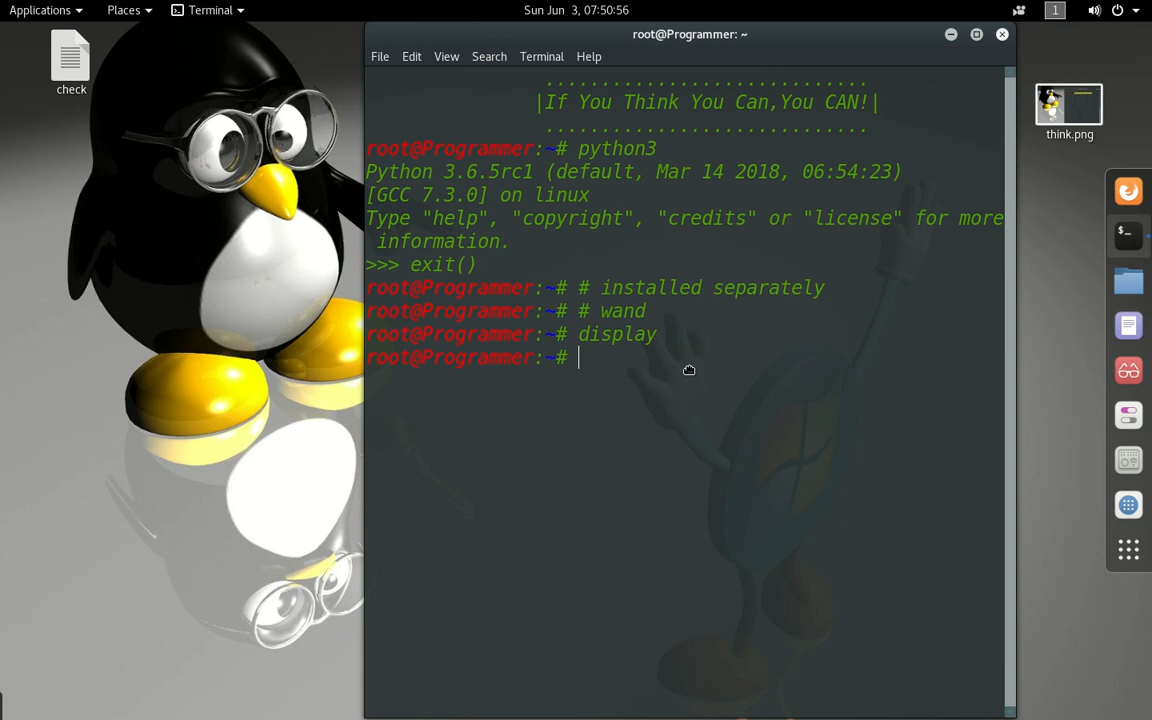 Applications Places Terminal Sun Jun 3, 07:50:56 1
root@Programmer: ~
File Edit View Search Terminal Help
check
think.png
............................
|If You Think You Can,You CAN!|
............................
root@Programmer:~# python3
Python 3.6.5rc1 (default, Mar 14 2018, 06:54:23)
[GCC 7.3.0] on linux
Type "help", "copyright", "credits" or "license" for more
information.
>>> exit()
root@Programmer:~# # installed separately
root@Programmer:~# # wand
root@Programmer:~# display
root@Programmer:~#
$_